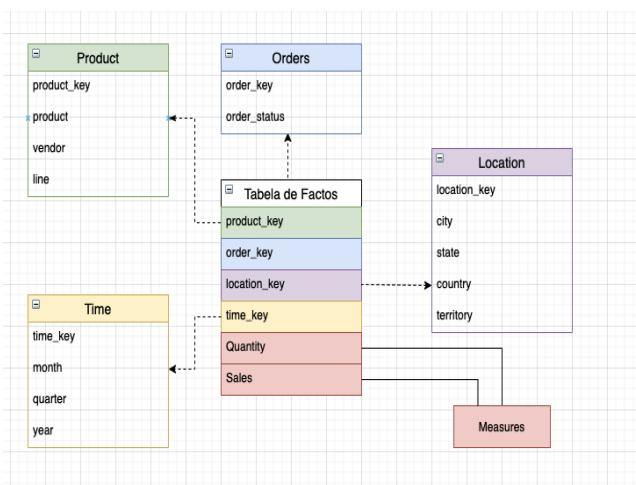 Product
product_key
product
vendor
line
Orders
order_key
order_status
Tabela de Factos
product_key
order_key
location_key
time_key
Quantity
Sales
Location
location_key
city
state
country
territory
Time
time_key
month
quarter
year
Measures